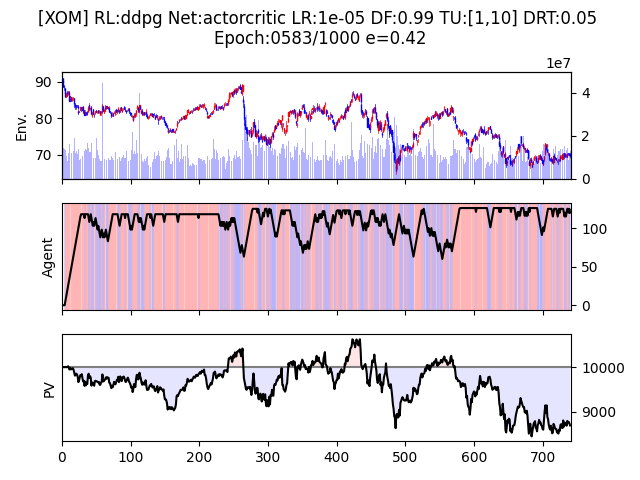 [XOM] RL:ddpg Net:actorcritic LR:1e-05 DF:0.99 TU:[1,10] DRT:0.05
Epoch:0583/1000 e=0.42
1e7
90
80
70
Env.
4
2
0
Agent
100
50
0
PV
10000
9000
0 100 200 300 400 500 600 700